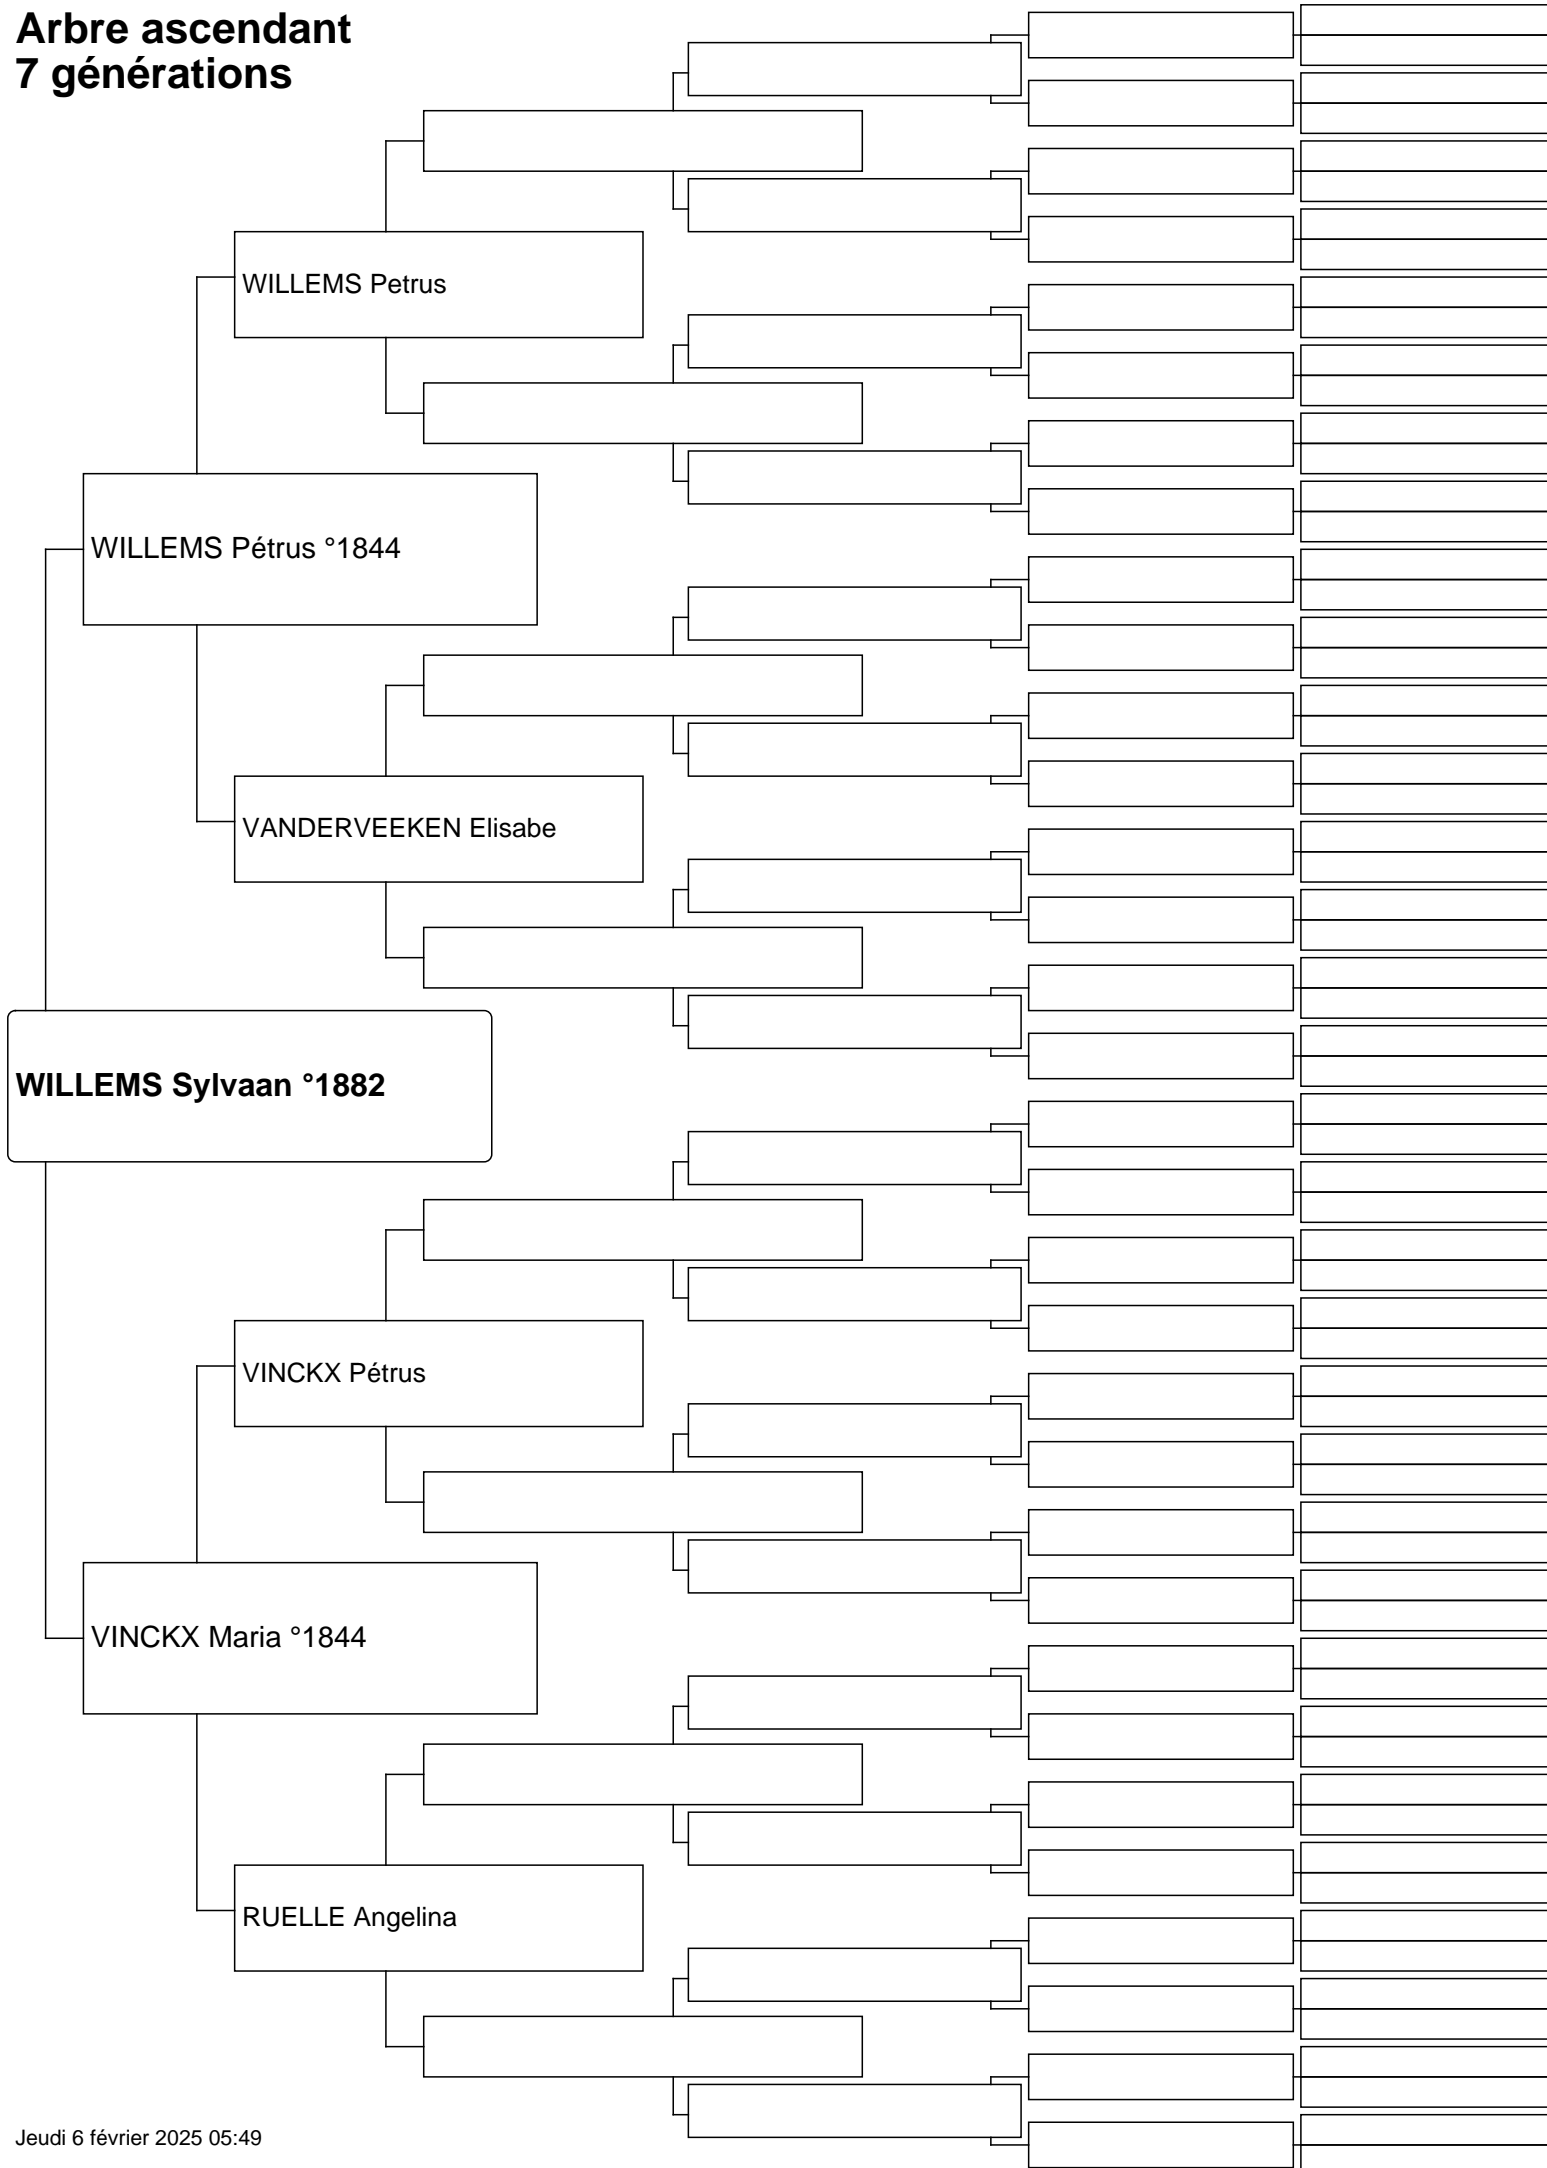 Arbre ascendant
7 générations
WILLEMS Petrus
WILLEMS Pétrus °1844
VANDERVEEKEN Elisabe
WILLEMS Sylvaan °1882
VINCKX Pétrus
VINCKX Maria °1844
RUELLE Angelina
Jeudi 6 février 2025 05:49